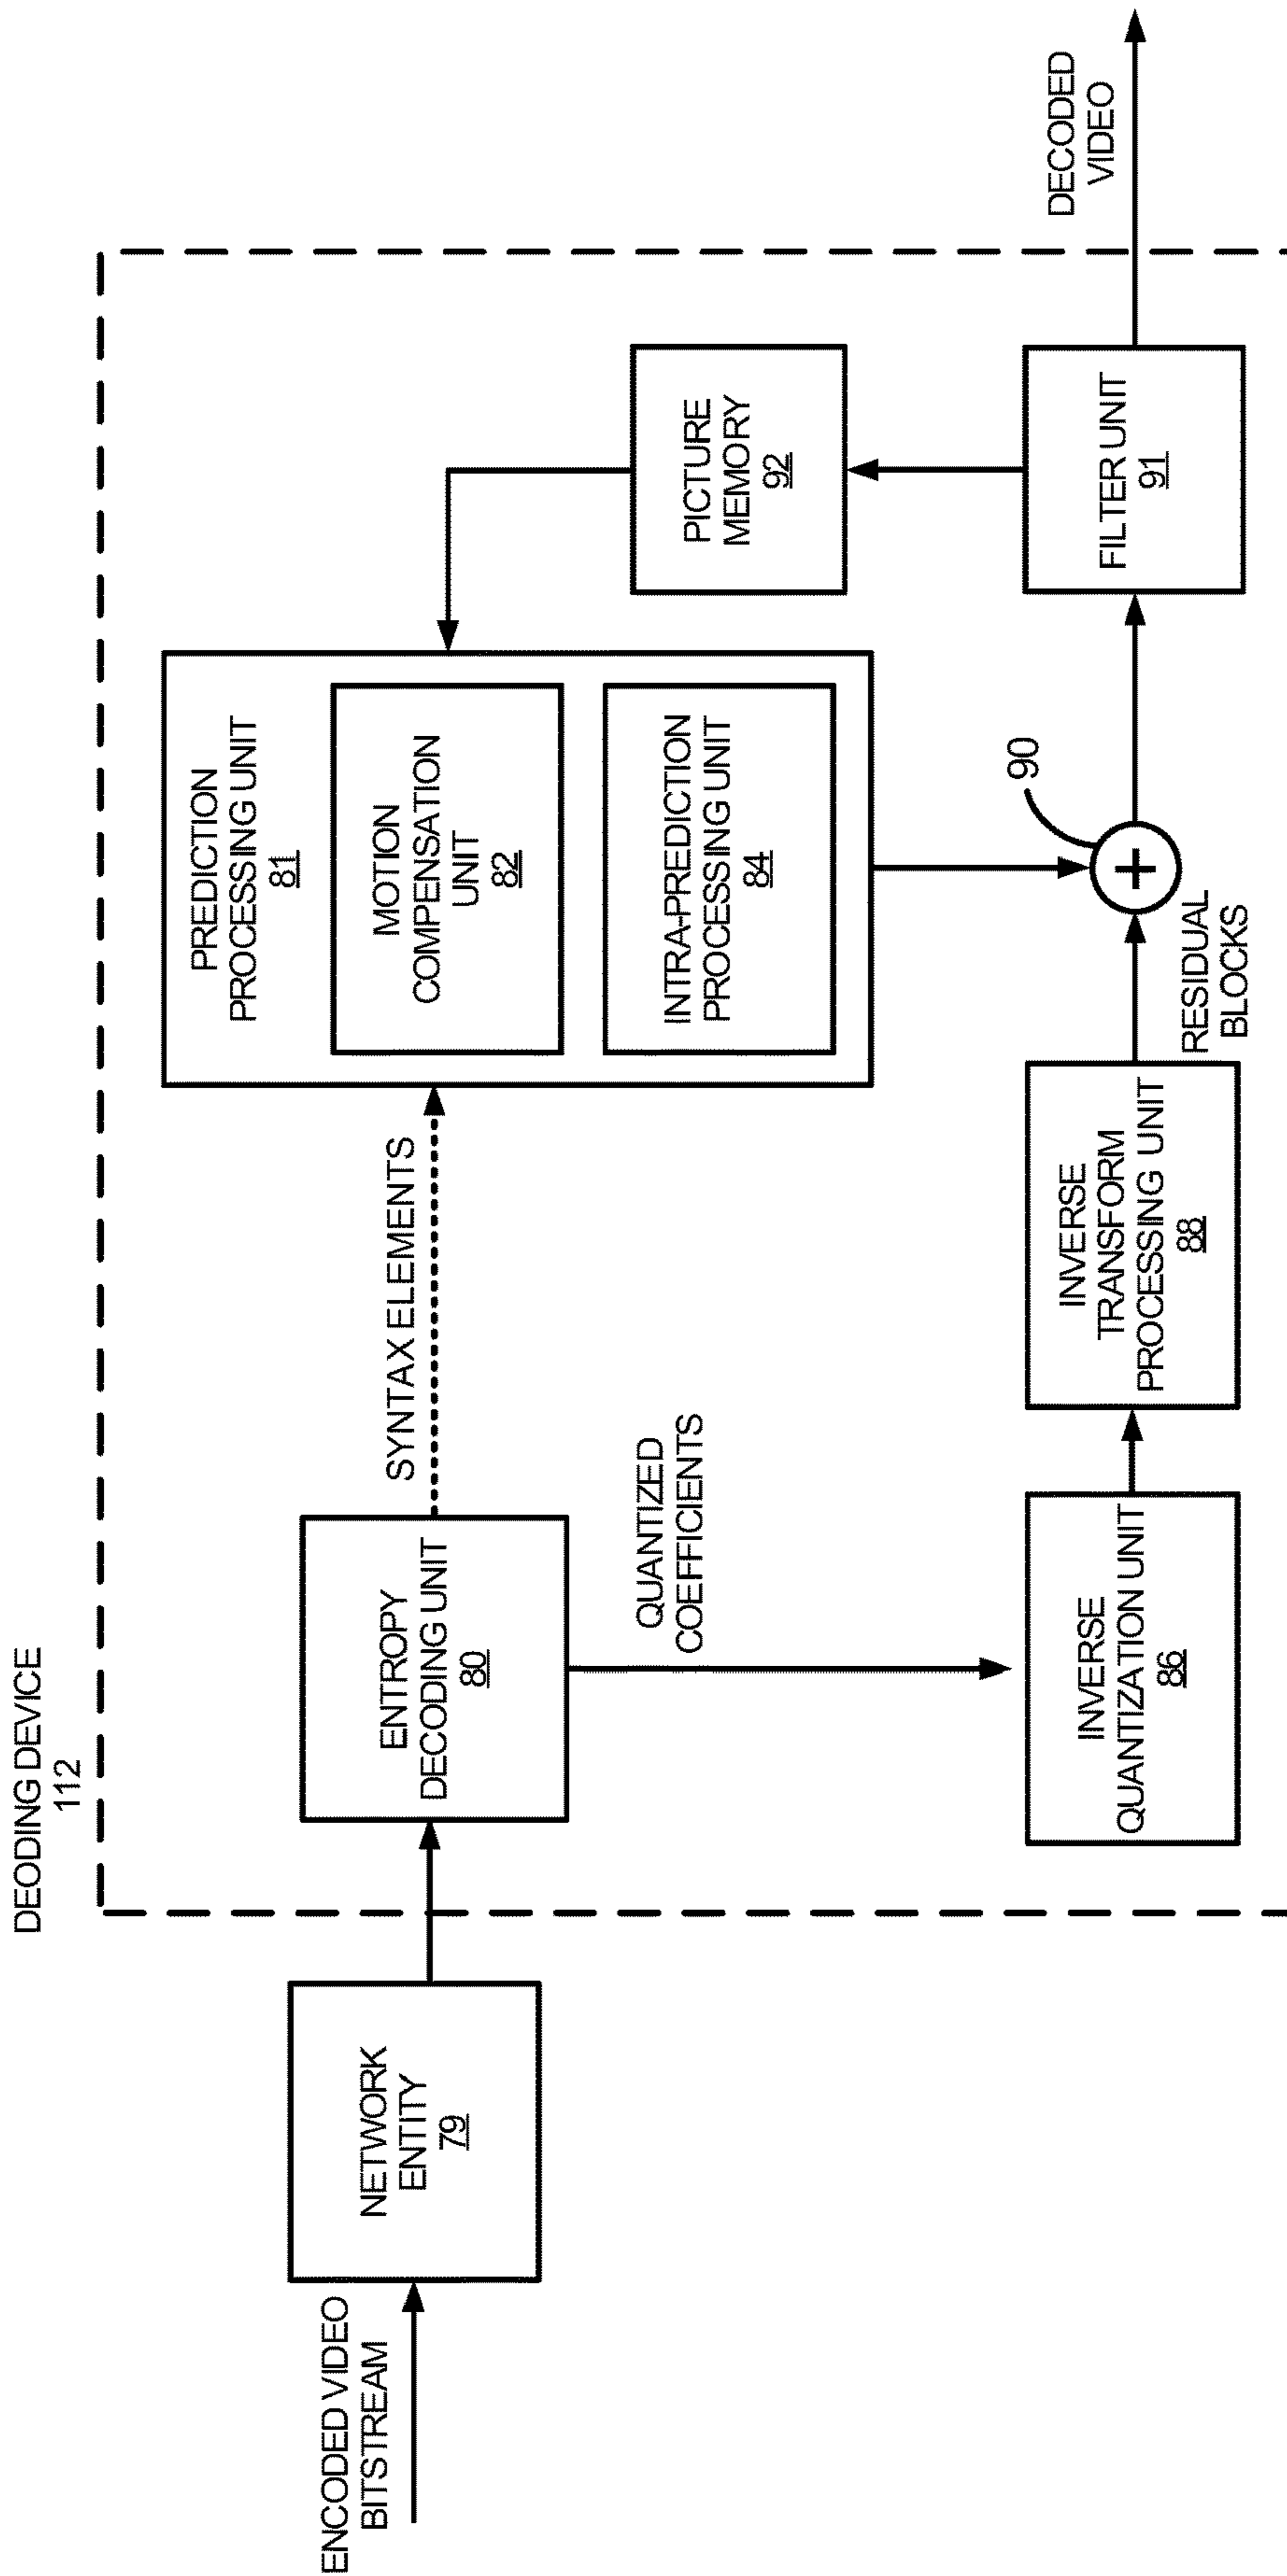 DEODING DEVICE
112
ENCODED VIDEO
BITSTREAM
NETWORK
ENTITY
79
ENTROPY
DECODING UNIT
80
SYNTAX ELEMENTS
QUANTIZED
COEFFICIENTS
PREDICTION
PROCESSING UNIT
81
MOTION
COMPENSATION
UNIT
82
INTRA-PREDICTION
PROCESSING UNIT
84
PICTURE
MEMORY
92
INVERSE
QUANTIZATION UNIT
86
INVERSE
TRANSFORM
PROCESSING UNIT
88
RESIDUAL
BLOCKS
90
FILTER UNIT
91
DECODED
VIDEO